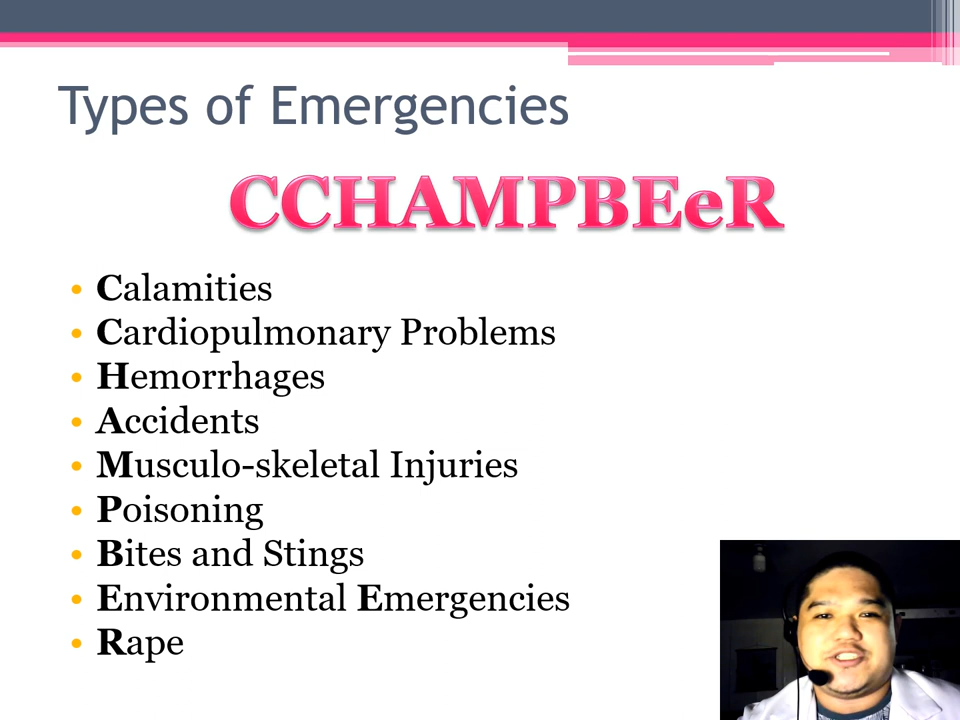 Types of Emergencies
CCHAMPBEeR
• Calamities
• Cardiopulmonary Problems
• Hemorrhages
• Accidents
• Musculo-skeletal Injuries
• Poisoning
• Bites and Stings
• Environmental Emergencies
• Rape